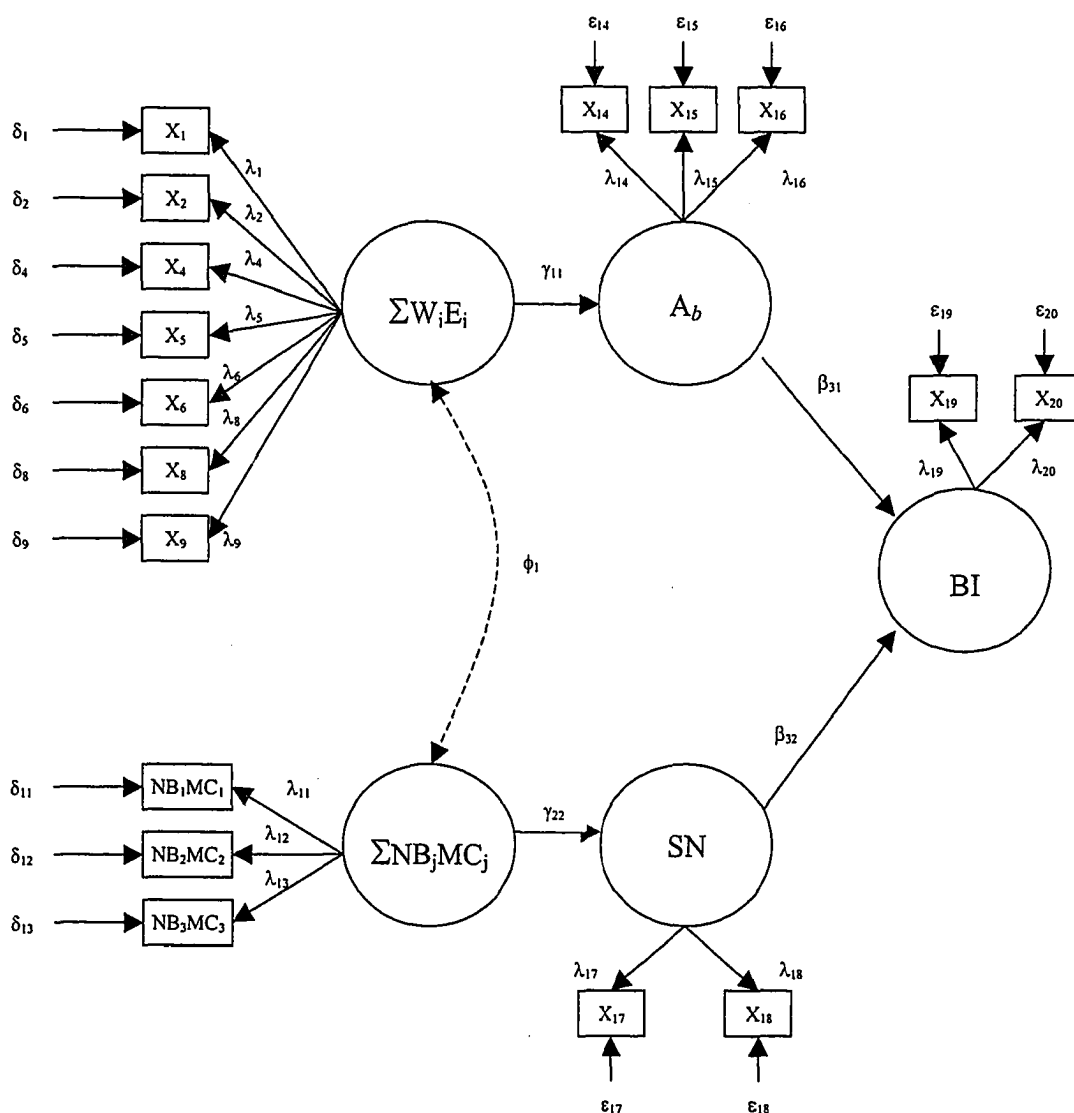 ε₁₄ ε₁₅ ε₁₆
X₁₄ X₁₅ X₁₆
λ₁₄ λ₁₅ λ₁₆
δ₁ X₁ λ₁
δ₂ X₂ λ₂
δ₄ X₄ λ₄
δ₅ X₅ λ₅
δ₆ X₆ λ₆
δ₈ X₈ λ₈
δ₉ X₉ λ₉
ΣWᵢEᵢ
γ₁₁
A_b
β₃₁
ε₁₉ ε₂₀
X₁₉ X₂₀
λ₁₉ λ₂₀
BI
ϕ₁
β₃₂
δ₁₁ NB₁MC₁ λ₁₁
δ₁₂ NB₂MC₂ λ₁₂
δ₁₃ NB₃MC₃ λ₁₃
ΣNBⱼMCⱼ
γ₂₂
SN
λ₁₇ λ₁₈
X₁₇ X₁₈
ε₁₇ ε₁₈